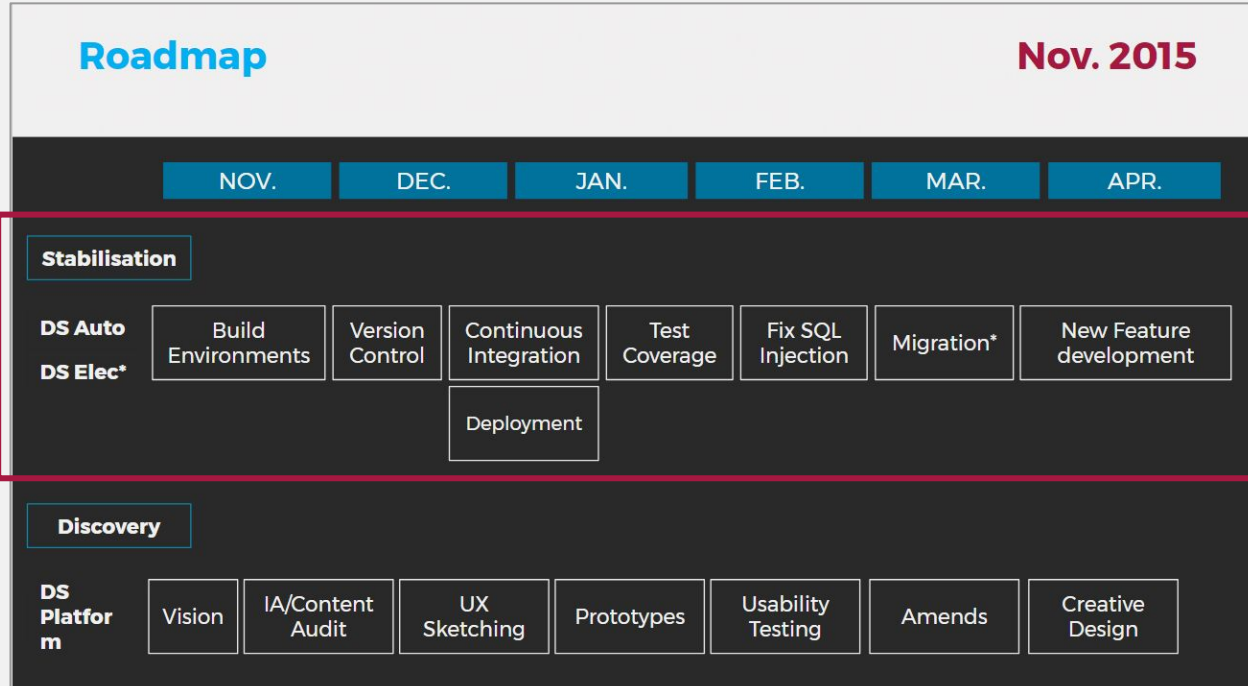 Roadmap
Nov. 2015
NOV.
DEC.
JAN.
FEB.
MAR.
APR.
Stabilisation
DS Auto
DS Elec*
Build
Environments
Version
Control
Continuous
Integration
Test
Coverage
Fix SQL
Injection
Migration*
New Feature
development
Deployment
Discovery
DS
Platfor
m
Vision
IA/Content
Audit
UX
Sketching
Prototypes
Usability
Testing
Amends
Creative
Design